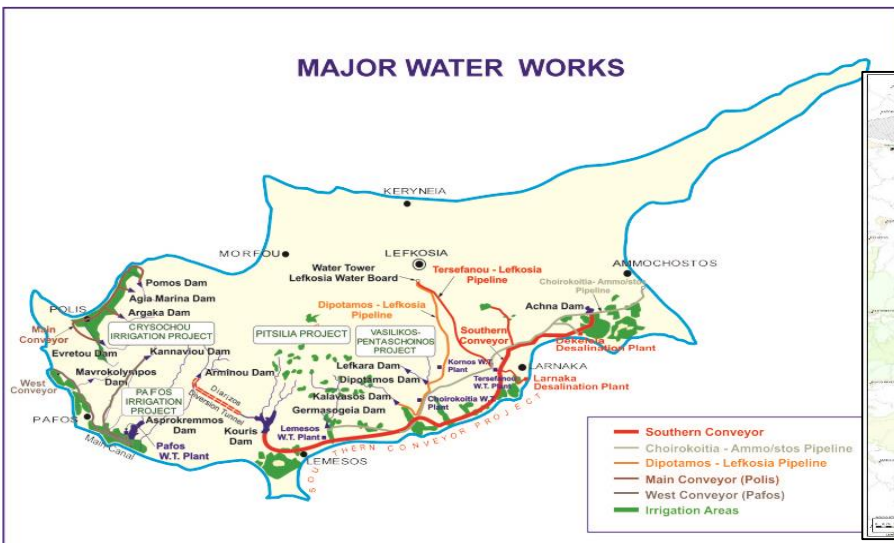 MAJOR WATER WORKS
KERYNEIA
MORFOU
LEFKOSIA
AMMOCHOSTOS
Water Tower
Lefkosia Water Board
Tersefanou - Lefkosia
Pipeline
Choirokoitia- Ammo/stos
Pipeline
Pomos Dam
Agia Marina Dam
Argaka Dam
POLIS
Main
Conveyor
CRYSOCHOU
IRRIGATION PROJECT
Evretou Dam
Kannaviou Dam
Mavrokolympos
Dam
West
Conveyor
PAFOS
PAFOS
IRRIGATION
PROJECT
Arminou Dam
Diarizos
Diversion Tunnel
Asprokremmos
Dam
Pafos
W.T. Plant
Main Canal
Kouris
Dam
PITSILIA PROJECT
Dipotamos - Lefkosia
Pipeline
VASILIKOS-
PENTASCHOINOS
PROJECT
Southern
Conveyor
Achna Dam
Dekeleia
Desalination Plant
Lefkara Dam
Dipotamos Dam
Kalavasos Dam
Germasogeia Dam
Kornos W.T.
Plant
Tersefanou
W.T. Plant
Choirokoitia W.T.
Plant
LARNAKA
Larnaka
Desalination Plant
Lemesos
W.T. Plant
LEMESOS
SOUTHERN CONVEYOR PROJECT
Southern Conveyor
Choirokoitia - Ammo/stos Pipeline
Dipotamos - Lefkosia Pipeline
Main Conveyor (Polis)
West Conveyor (Pafos)
Irrigation Areas